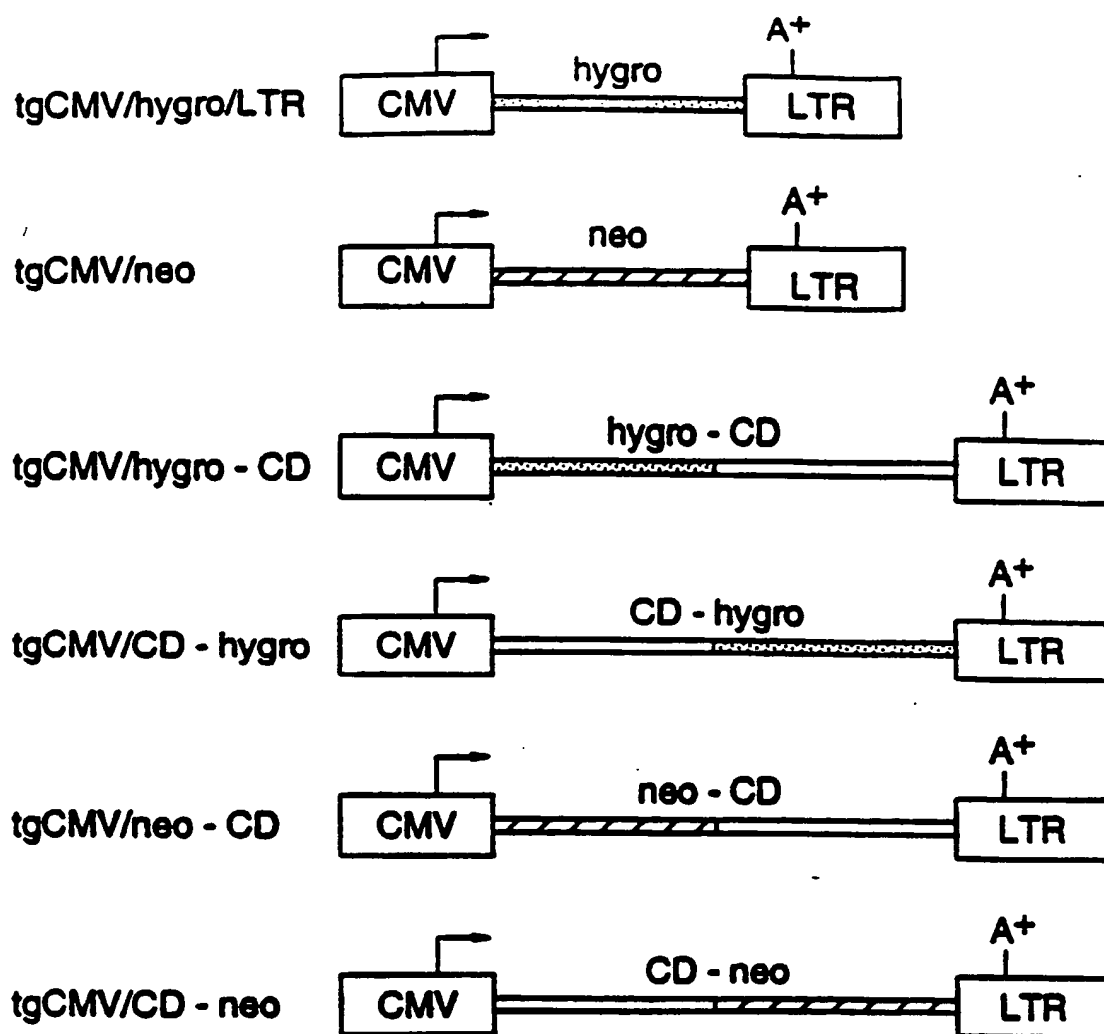 A+
hygro
tgCMV/hygro/LTR CMV LTR
A+
neo
tgCMV/neo CMV LTR
A+
hygro - CD
tgCMV/hygro - CD CMV LTR
A+
CD - hygro
tgCMV/CD - hygro CMV LTR
A+
neo - CD
tgCMV/neo - CD CMV LTR
A+
CD - neo
tgCMV/CD - neo CMV LTR